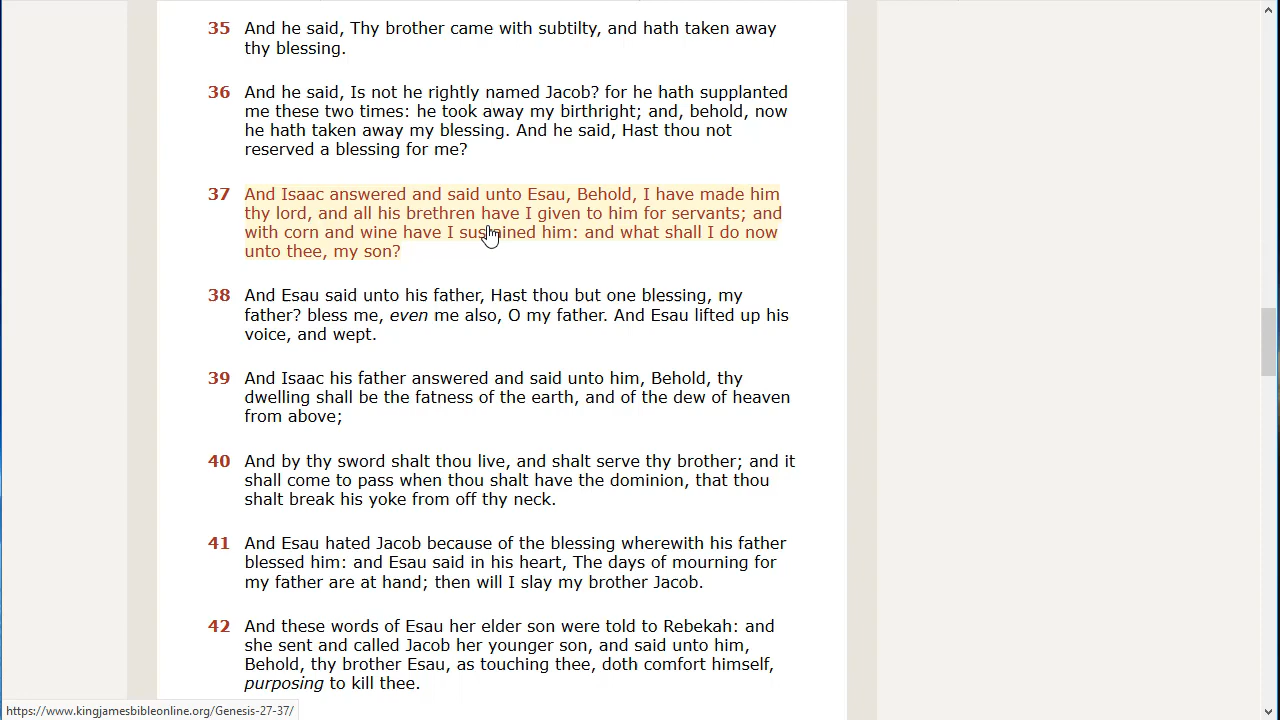 35 And he said, Thy brother came with subtilty, and hath taken away
thy blessing.
36 And he said, Is not he rightly named Jacob? for he hath supplanted
me these two times: he took away my birthright; and, behold, now
he hath taken away my blessing. And he said, Hast thou not
reserved a blessing for me?
37 And Isaac answered and said unto Esau, Behold, I have made him
thy lord, and all his brethren have I given to him for servants; and
with corn and wine have I sustained him: and what shall I do now
unto thee, my son?
38 And Esau said unto his father, Hast thou but one blessing, my
father? bless me, even me also, O my father. And Esau lifted up his
voice, and wept.
39 And Isaac his father answered and said unto him, Behold, thy
dwelling shall be the fatness of the earth, and of the dew of heaven
from above;
40 And by thy sword shalt thou live, and shalt serve thy brother; and it
shall come to pass when thou shalt have the dominion, that thou
shalt break his yoke from off thy neck.
41 And Esau hated Jacob because of the blessing wherewith his father
blessed him: and Esau said in his heart, The days of mourning for
my father are at hand; then will I slay my brother Jacob.
42 And these words of Esau her elder son were told to Rebekah: and
she sent and called Jacob her younger son, and said unto him,
Behold, thy brother Esau, as touching thee, doth comfort himself,
purposing to kill thee.
https://www.kingjamesbibleonline.org/Genesis-27-37/